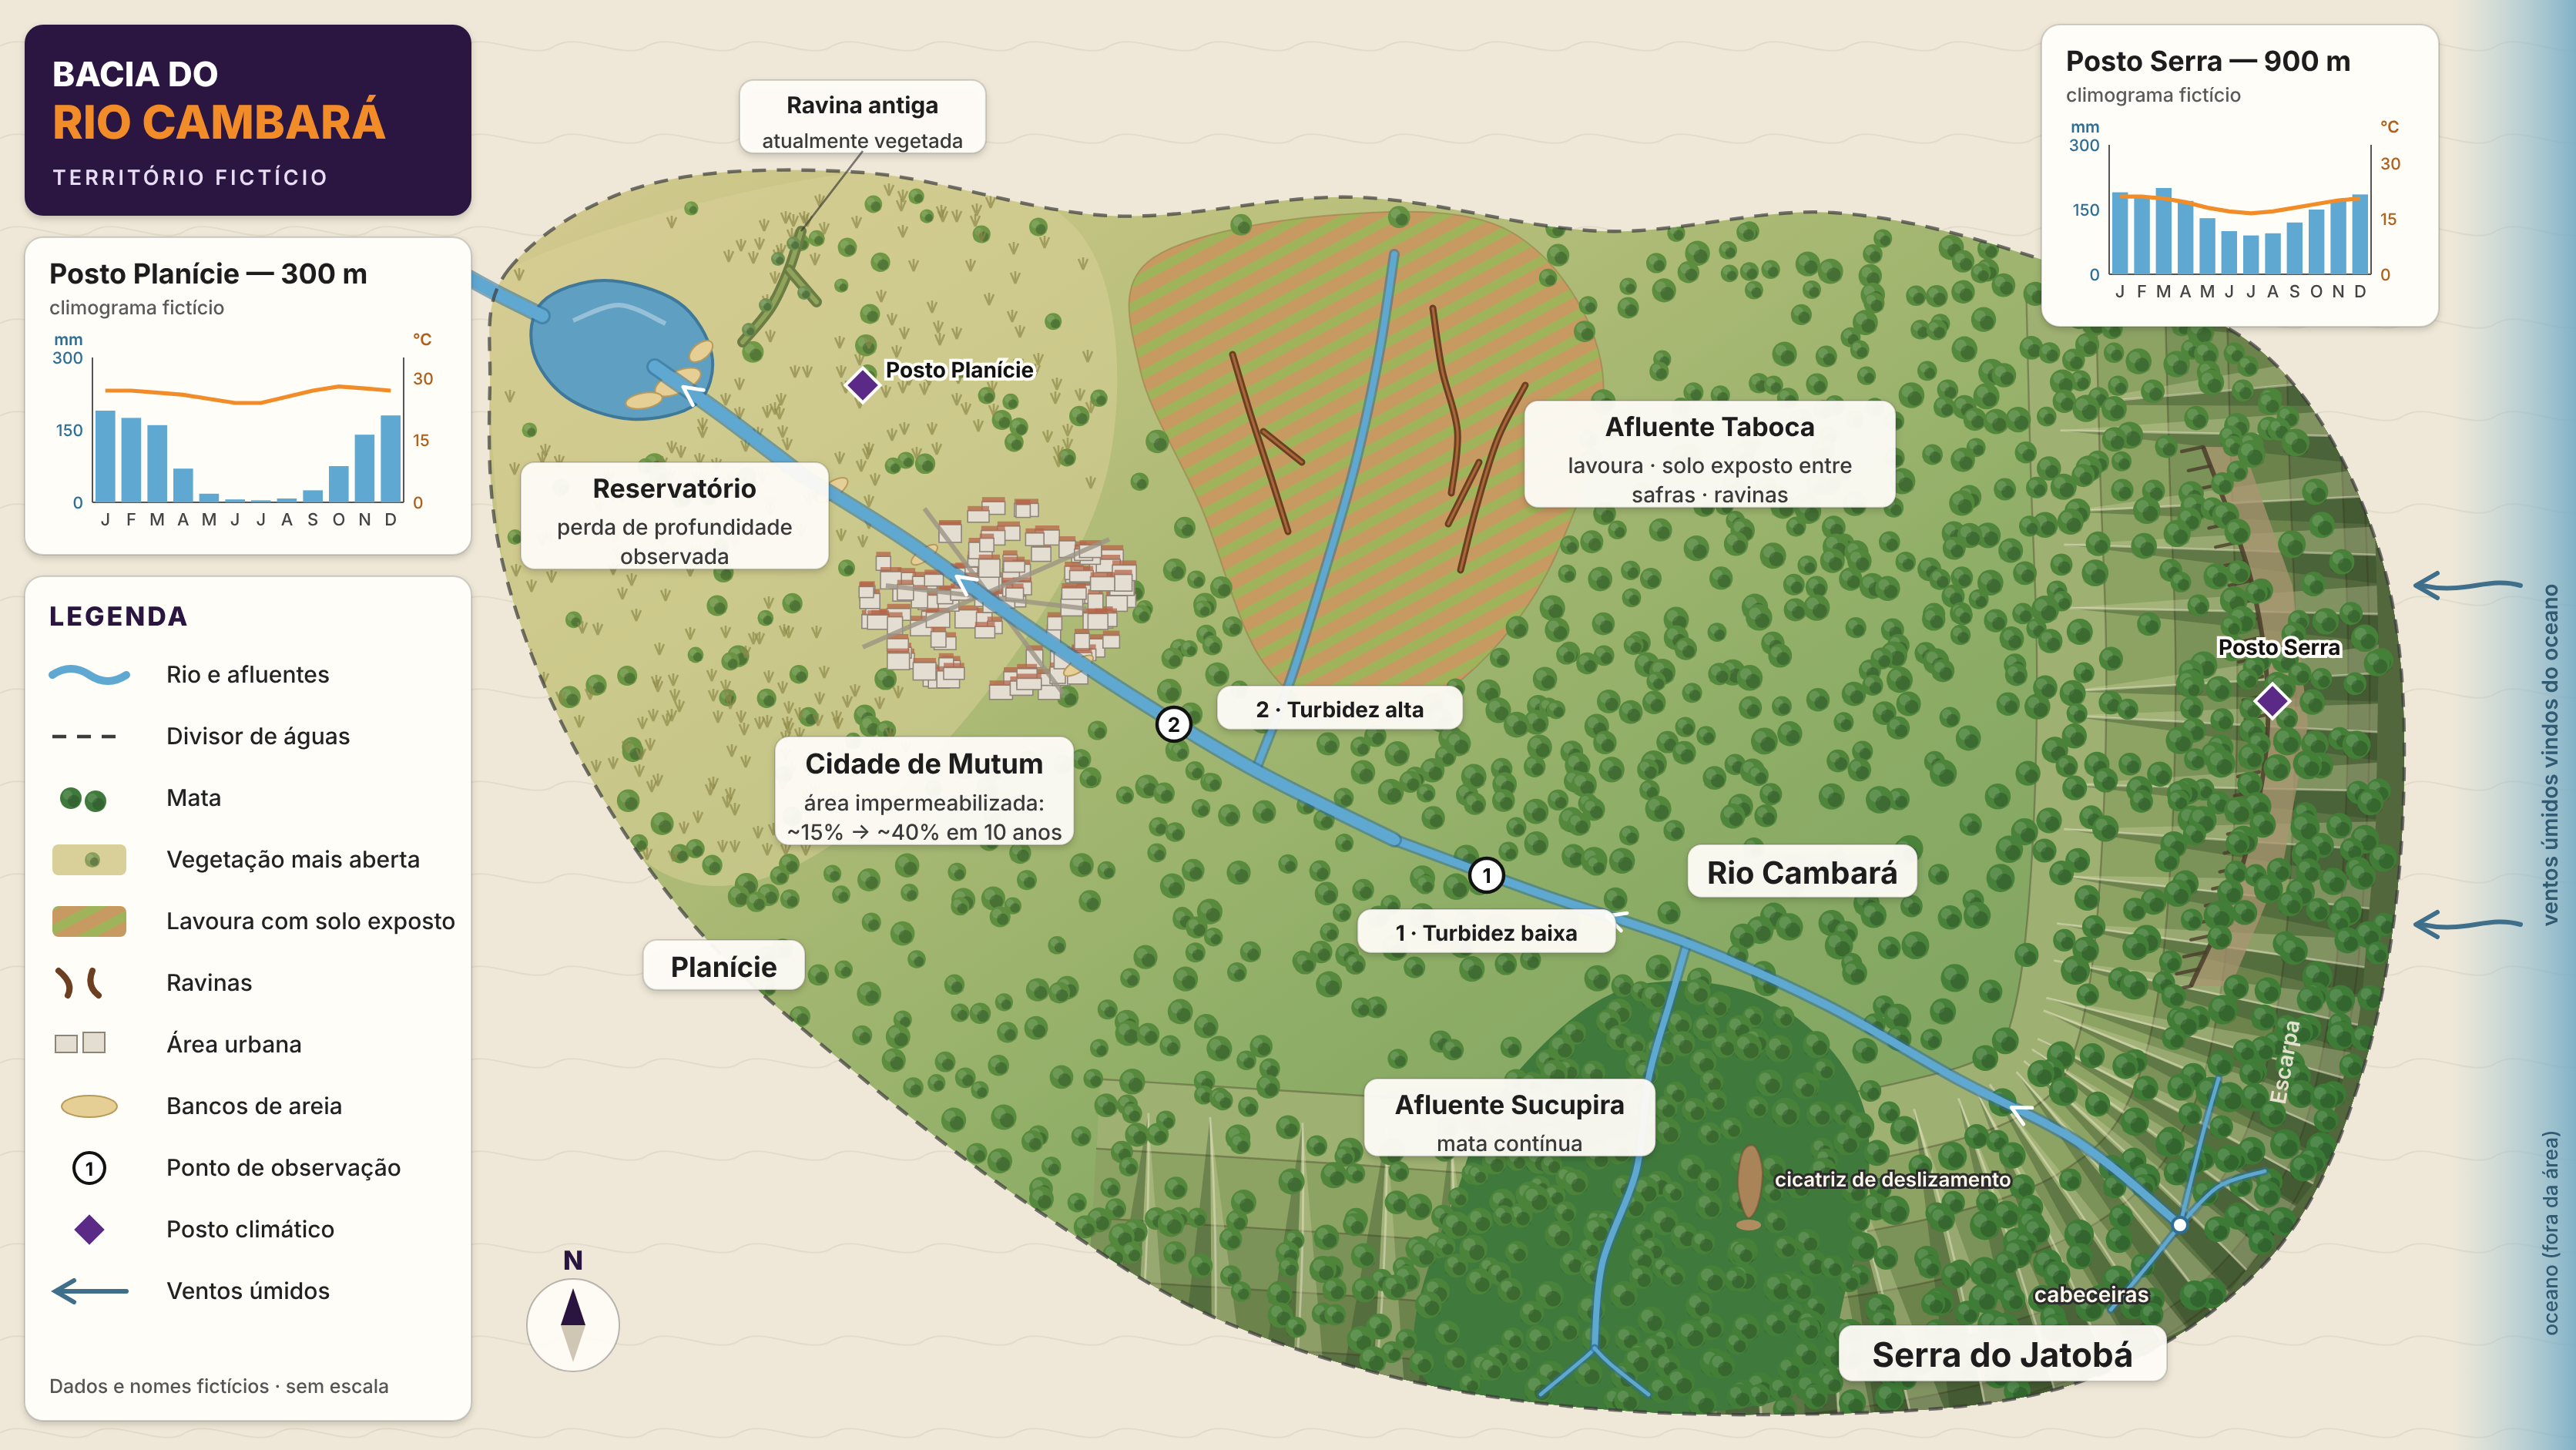 BACIA DO
RIO CAMBARÁ
TERRITÓRIO FICTÍCIO
Posto Planície — 300 m
climograma fictício
mm
°C
300
30
150
15
0
0
J F M A M J J A S O N D
LEGENDA
Rio e afluentes
Divisor de águas
Mata
Vegetação mais aberta
Lavoura com solo exposto
Ravinas
Área urbana
Bancos de areia
1
Ponto de observação
Posto climático
Ventos úmidos
Dados e nomes fictícios · sem escala
Ravina antiga
atualmente vegetada
Posto Planície
Reservatório
perda de profundidade
observada
Afluente Taboca
lavoura · solo exposto entre
safras · ravinas
2
2 · Turbidez alta
Cidade de Mutum
área impermeabilizada:
~15% → ~40% em 10 anos
1
1 · Turbidez baixa
Rio Cambará
Planície
Afluente Sucupira
mata contínua
cicatriz de deslizamento
cabeceiras
Serra do Jatobá
Escarpa
Posto Serra
N
Posto Serra — 900 m
climograma fictício
mm
°C
300
30
150
15
0
0
J F M A M J J A S O N D
ventos úmidos vindos do oceano
oceano (fora da área)